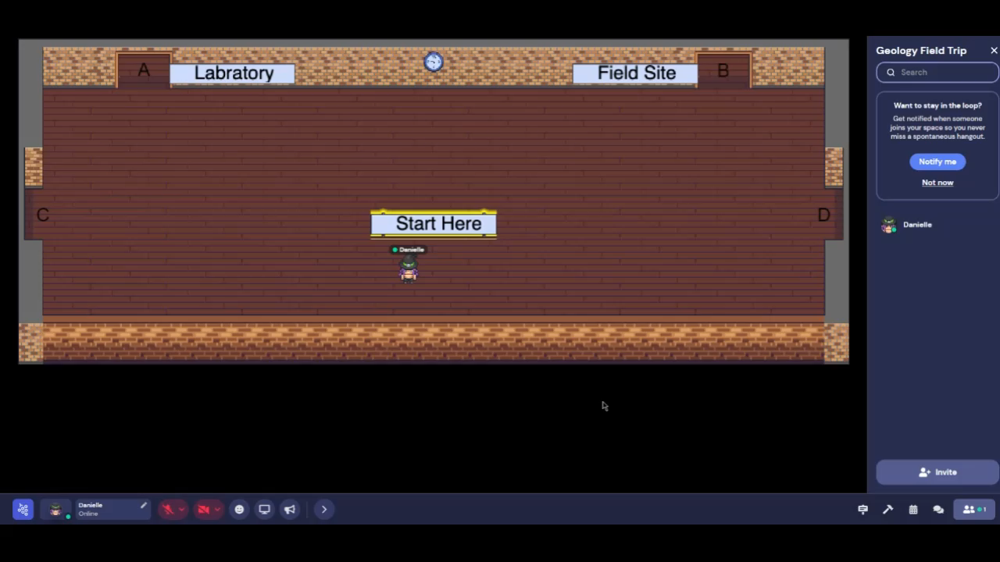 A
Labratory
Field Site
B
C
Start Here
D
Danielle
Geology Field Trip
Search
Want to stay in the loop?
Get notified when someone
joins your space so you never
miss a spontaneous hangout.
Notify me
Not now
Danielle
Invite
Danielle
Online
1